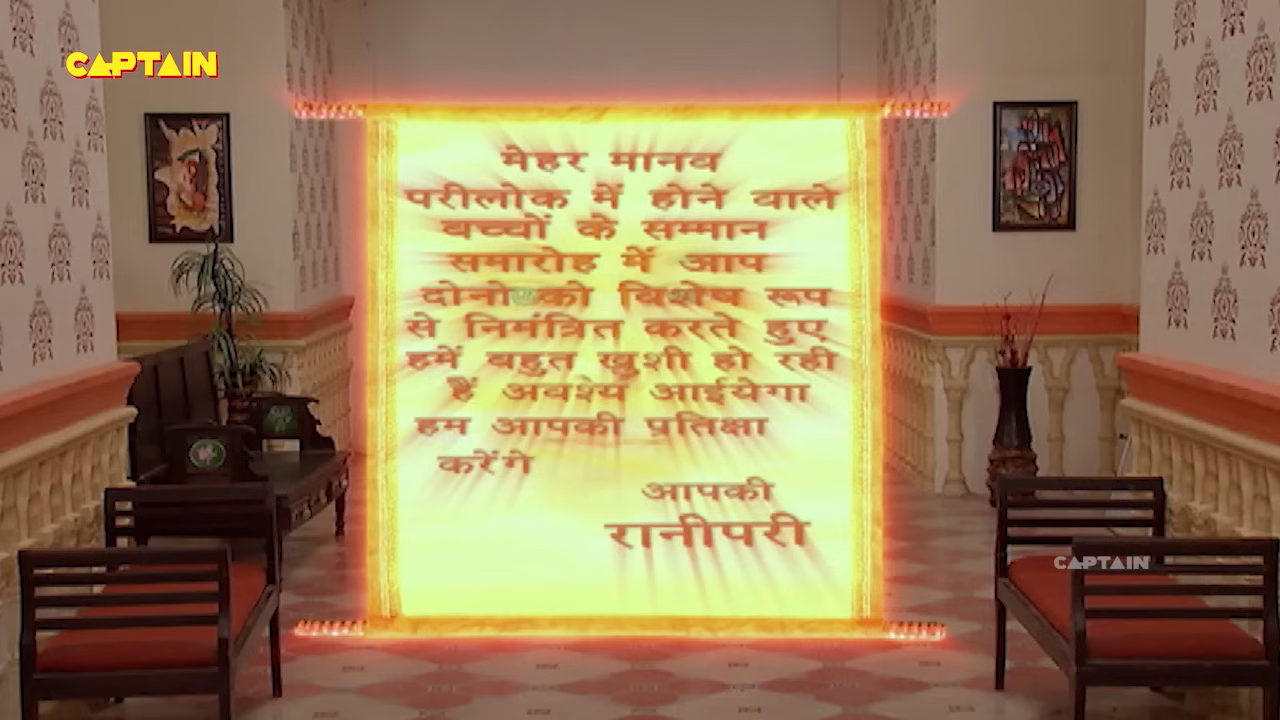 CAPTAIN
मेहर मानव
परीलोक में होने वाले
बच्चों के सम्मान
समारोह में आप
दोनो को विशेष रूप
से निमंत्रित करते हुए
हमें बहुत खुशी हो रही
हैं अवश्य आईयेगा
हम आपकी प्रतिक्षा
करेंगे
आपकी
रानीपरी
CAPTAIN